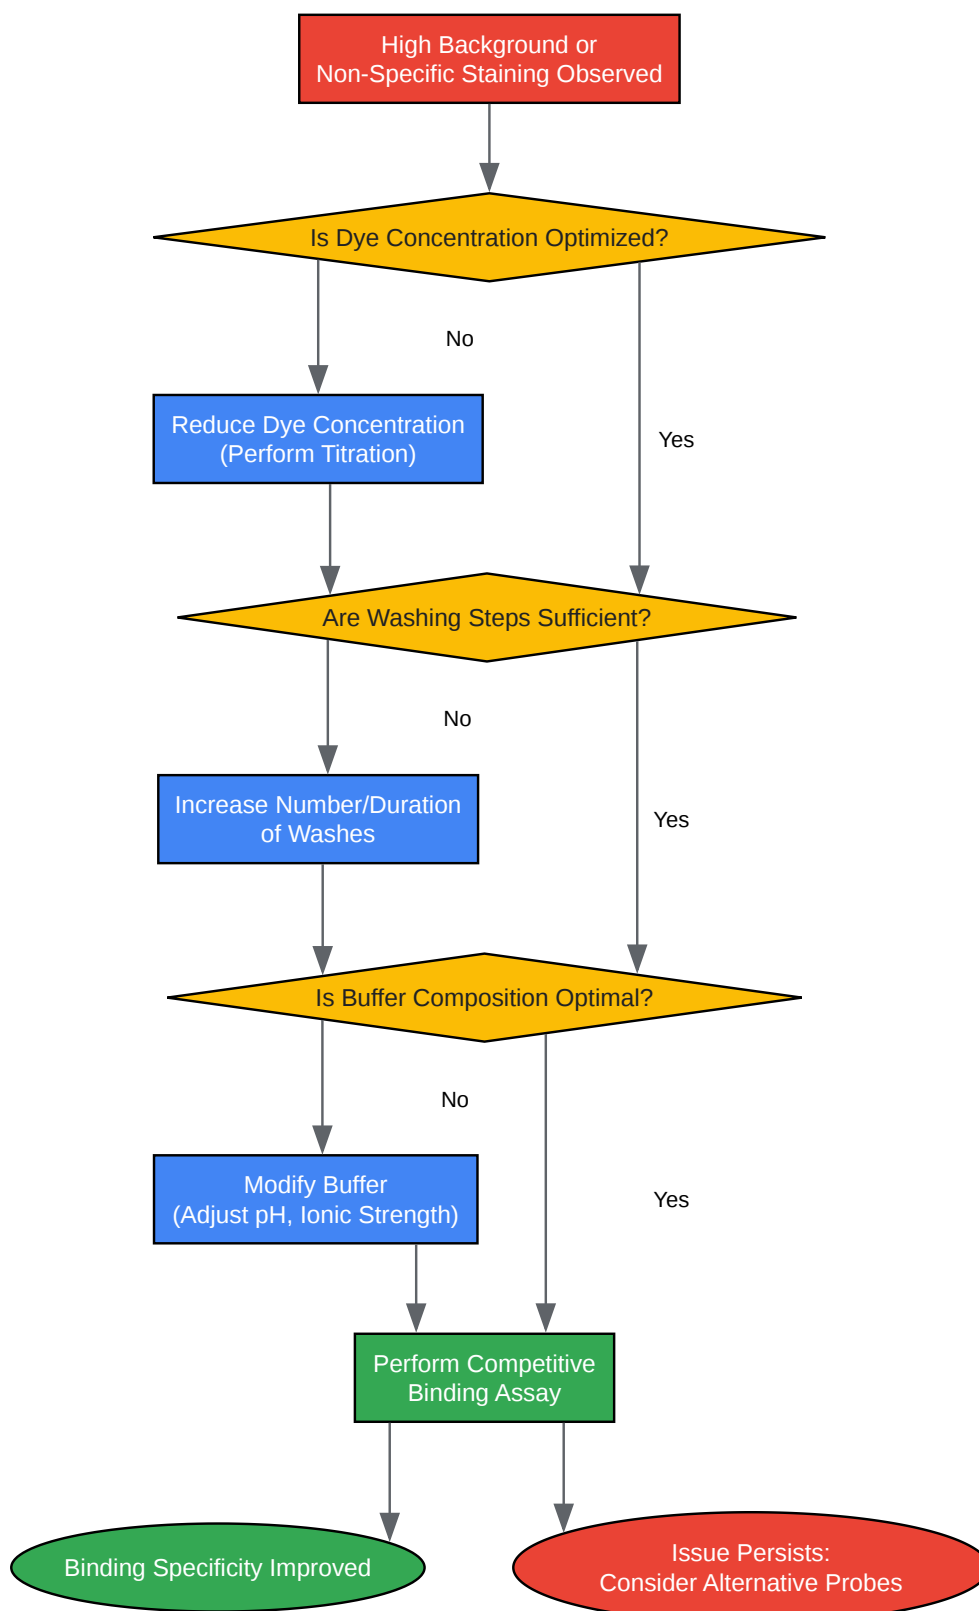 High Background or
Non-Specific Staining Observed
Is Dye Concentration Optimized?
No
Reduce Dye Concentration
(Perform Titration)
Yes
Are Washing Steps Sufficient?
No
Increase Number/Duration
of Washes
Yes
Is Buffer Composition Optimal?
No
Modify Buffer
(Adjust pH, Ionic Strength)
Yes
Perform Competitive
Binding Assay
Binding Specificity Improved
Issue Persists:
Consider Alternative Probes